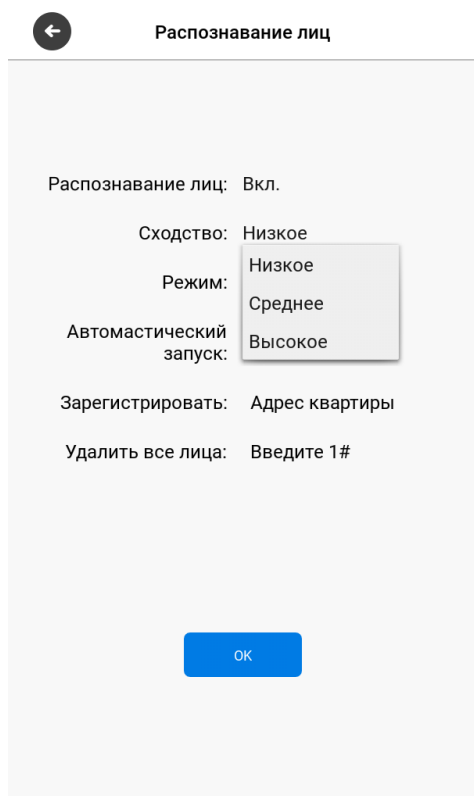 Распознавание лиц
Распознавание лиц: Вкл.
Сходство: Низкое
Низкое
Режим:
Среднее
Автомастический
Высокое
запуск:
Зарегистрировать: Адрес квартиры
Удалить все лица: Введите 1#
OK